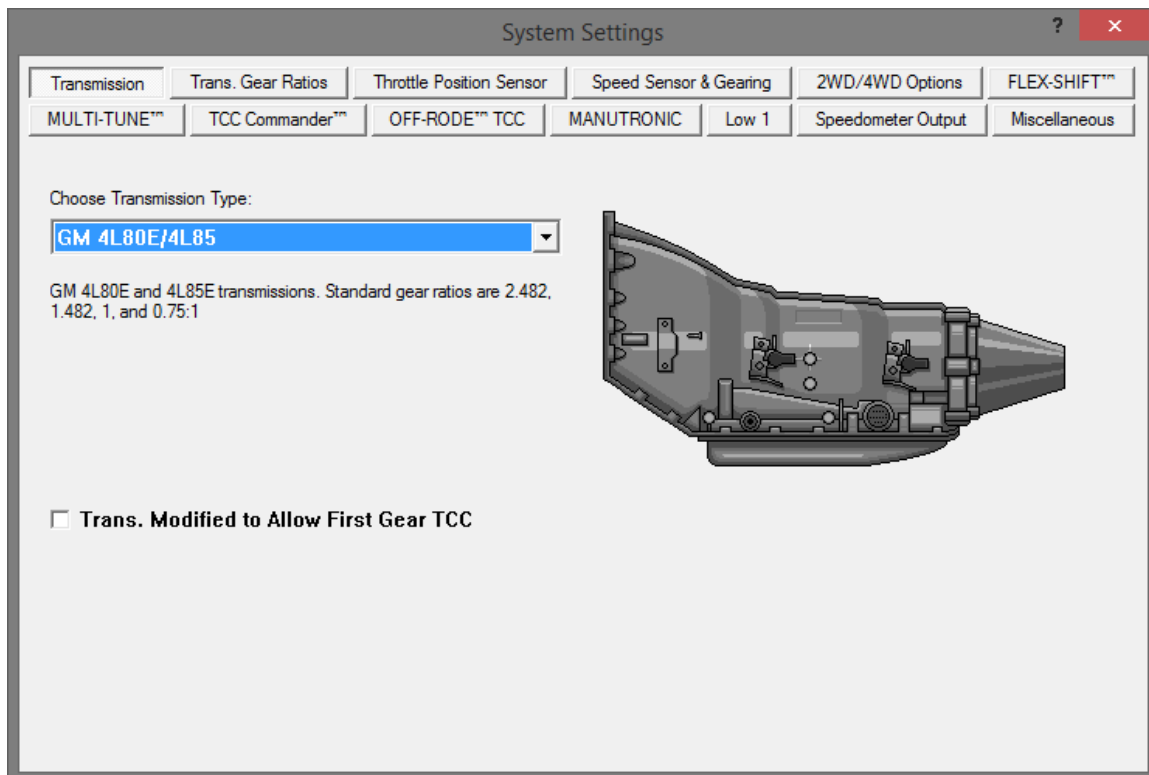 System Settings
?
×
Transmission
Trans. Gear Ratios
Throttle Position Sensor
Speed Sensor & Gearing
2WD/4WD Options
FLEX-SHIFT™
MULTI-TUNE™
TCC Commander™
OFF-RODE™ TCC
MANUTRONIC
Low 1
Speedometer Output
Miscellaneous
Choose Transmission Type:
GM 4L80E/4L85
GM 4L80E and 4L85E transmissions. Standard gear ratios are 2.482,
1.482, 1, and 0.75:1
Trans. Modified to Allow First Gear TCC